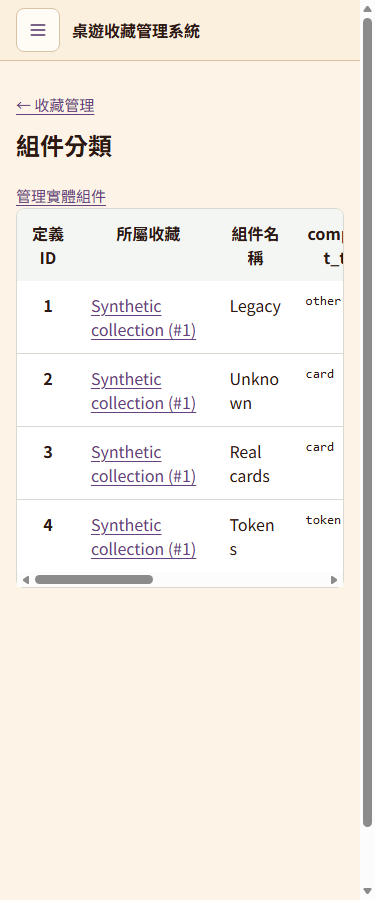 桌遊收藏管理系統
← 收藏管理
組件分類
管理實體組件
定義 所屬收藏 組件名
ID 稱
1 Synthetic Legacy other
collection (#1)
2 Synthetic Unkno card
collection (#1) wn
3 Synthetic Real card
collection (#1) cards
4 Synthetic Token token
collection (#1) s